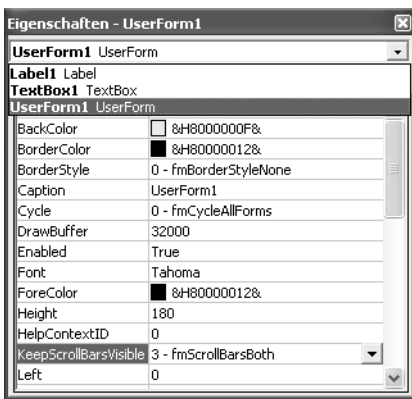 Eigenschaften - UserForm1
UserForm1 UserForm
Label1 Label
TextBox1 TextBox
UserForm1 UserForm
BackColor &H8000000F&
BorderColor &H80000012&
BorderStyle 0 - fmBorderStyleNone
Caption UserForm1
Cycle 0 - fmCycleAllForms
DrawBuffer 32000
Enabled True
Font Tahoma
ForeColor &H80000012&
Height 180
HelpContextID 0
KeepScrollBarsVisible 3 - fmScrollBarsBoth
Left 0